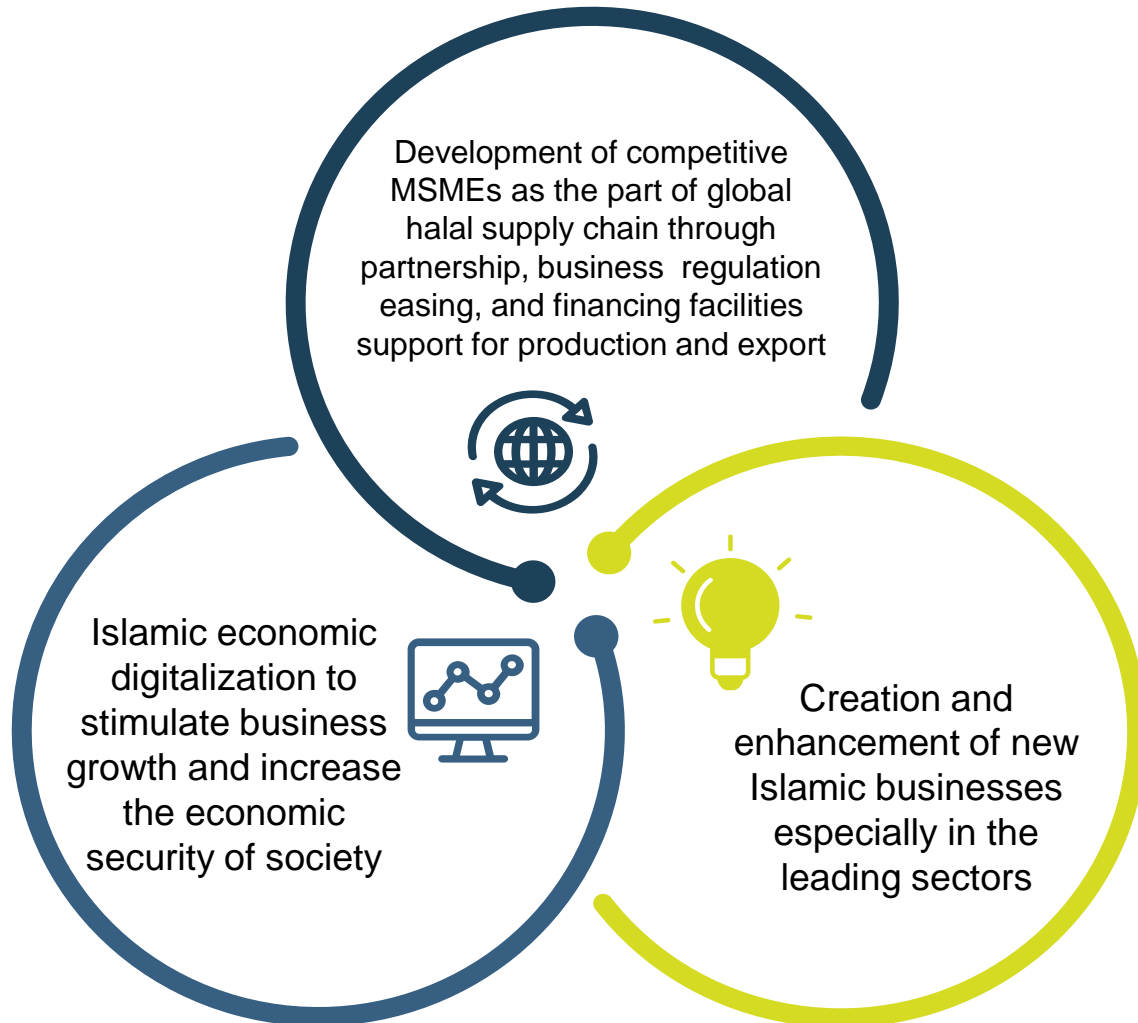 Development of competitive
MSMEs as the part of global
halal supply chain through
partnership, business  regulation
easing, and financing facilities
support for production and export
Islamic economic
digitalization to
stimulate business
growth and increase
the economic
security of society
Creation and
enhancement of new
Islamic businesses
especially in the
leading sectors